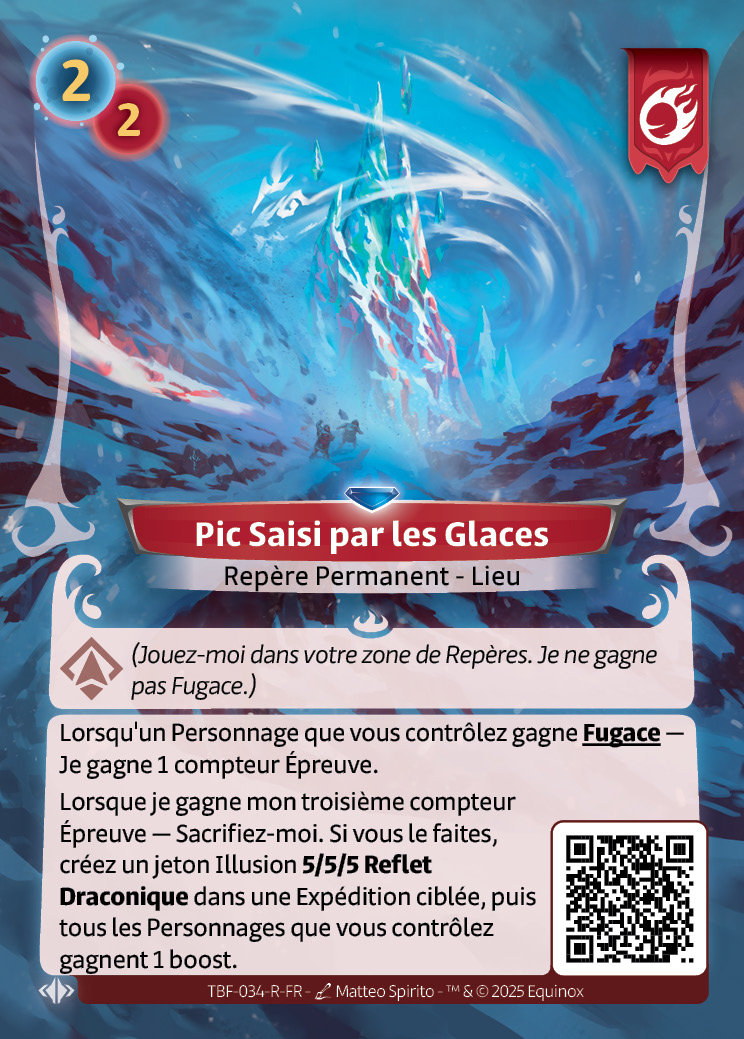 2
2
Pic Saisi par les Glaces
Repère Permanent - Lieu
(Jouez-moi dans votre zone de Repères. Je ne gagne
pas Fugace.)
Lorsqu'un Personnage que vous contrôlez gagne Fugace —
Je gagne 1 compteur Épreuve.
Lorsque je gagne mon troisième compteur
Épreuve — Sacrifiez-moi. Si vous le faites,
créez un jeton Illusion 5/5/5 Reflet
Draconique dans une Expédition ciblée, puis
tous les Personnages que vous contrôlez
gagnent 1 boost.
TBF-034-R-FR - Matteo Spirito - ™ & © 2025 Equinox